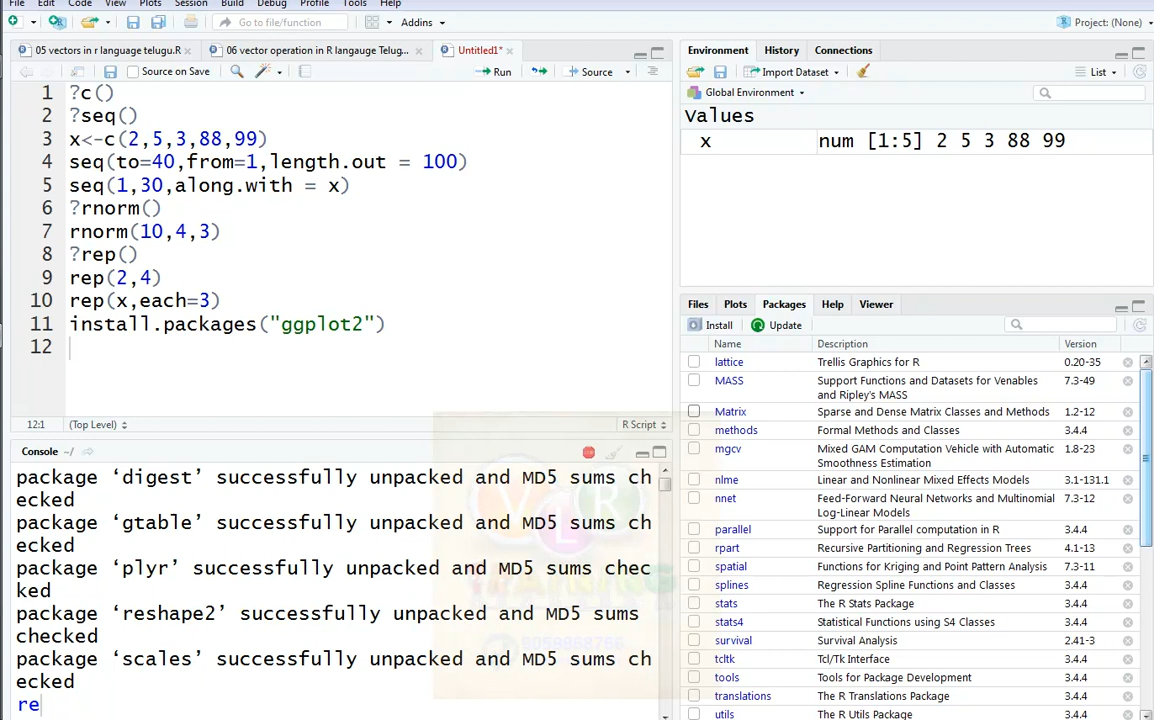 File Edit Code View Plots Session Build Debug Profile Tools Help
Go to file/function Addins Project: (None)
05 vectors in r language telugu.R 06 vector operation in R langauge Telug... Untitled1*
Source on Save Run Source
1 ?c()
2 ?seq()
3 x<-c(2,5,3,88,99)
4 seq(to=40,from=1,length.out = 100)
5 seq(1,30,along.with = x)
6 ?rnorm()
7 rnorm(10,4,3)
8 ?rep()
9 rep(2,4)
10 rep(x,each=3)
11 install.packages("ggplot2")
12
12:1 (Top Level) R Script
Console ~/
package ‘digest’ successfully unpacked and MD5 sums ch
ecked
package ‘gtable’ successfully unpacked and MD5 sums ch
ecked
package ‘plyr’ successfully unpacked and MD5 sums chec
ked
package ‘reshape2’ successfully unpacked and MD5 sums
checked
package ‘scales’ successfully unpacked and MD5 sums ch
ecked
re
Environment History Connections
Import Dataset List
Global Environment
Values
x num [1:5] 2 5 3 88 99
Files Plots Packages Help Viewer
Install Update
Name Description Version
lattice Trellis Graphics for R 0.20-35
MASS Support Functions and Datasets for Venables 7.3-49
and Ripley's MASS
Matrix Sparse and Dense Matrix Classes and Methods 1.2-12
methods Formal Methods and Classes 3.4.4
mgcv Mixed GAM Computation Vehicle with Automatic 1.8-23
Smoothness Estimation
nlme Linear and Nonlinear Mixed Effects Models 3.1-131.1
nnet Feed-Forward Neural Networks and Multinomial 7.3-12
Log-Linear Models
parallel Support for Parallel computation in R 3.4.4
rpart Recursive Partitioning and Regression Trees 4.1-13
spatial Functions for Kriging and Point Pattern Analysis 7.3-11
splines Regression Spline Functions and Classes 3.4.4
stats The R Stats Package 3.4.4
stats4 Statistical Functions using S4 Classes 3.4.4
survival Survival Analysis 2.41-3
tcltk Tcl/Tk Interface 3.4.4
tools Tools for Package Development 3.4.4
translations The R Translations Package 3.4.4
utils The R Utils Package 3.4.4
VLR
TRAINING